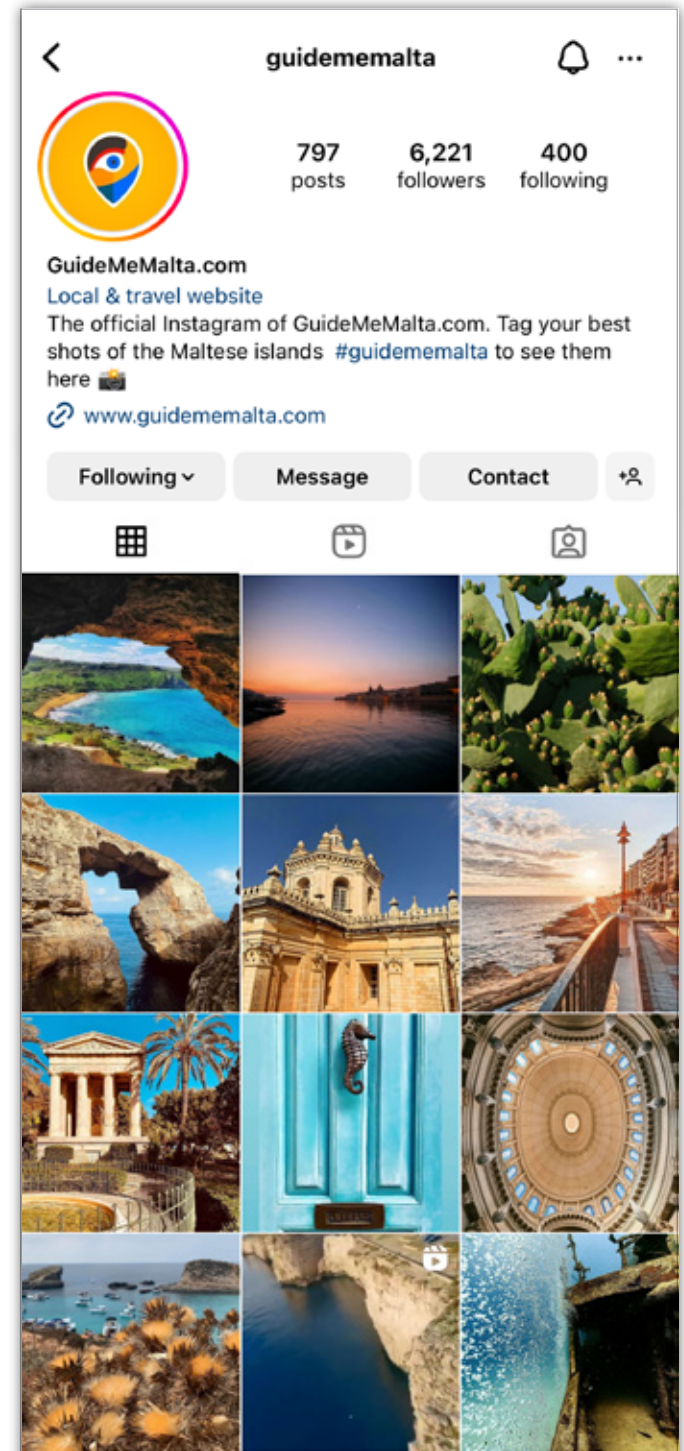 guidememalta
797 6,221 400
posts followers following
GuideMeMalta.com
Local & travel website
The official Instagram of GuideMeMalta.com. Tag your best
shots of the Maltese islands #guidememalta to see them
here 📸
www.guidememalta.com
Following Message Contact